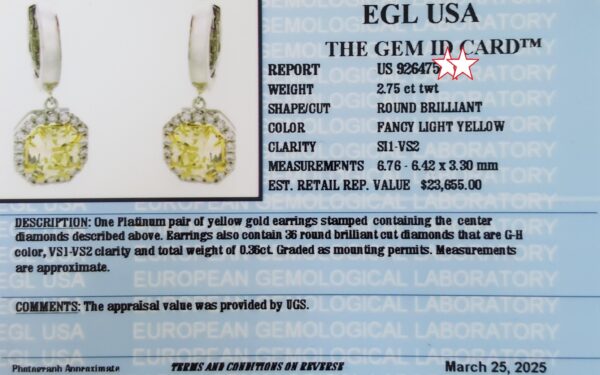 EGL USA
THE GEM ID CARD™
REPORT US 926475
WEIGHT 2.75 ct twt
SHAPE/CUT ROUND BRILLIANT
COLOR FANCY LIGHT YELLOW
CLARITY SI1-VS2
MEASUREMENTS 6.76 - 6.42 x 3.30 mm
EST. RETAIL REP. VALUE $23,655.00
DESCRIPTION: One Platinum pair of yellow gold earrings stamped containing the center
diamonds described above. Earrings also contain 36 round brilliant cut diamonds that are G-H
color, VS1-VS2 clarity and total weight of 0.36ct. Graded as mounting permits. Measurements
are approximate.
EUROPEAN GEMOLOGICAL LABORATORY
COMMENTS: The appraisal value was provided by UGS.
EGL USA EUROPEAN GEMOLOGICAL LABORATORY
Photograph Approximate TERMS AND CONDITIONS ON REVERSE March 25, 2025